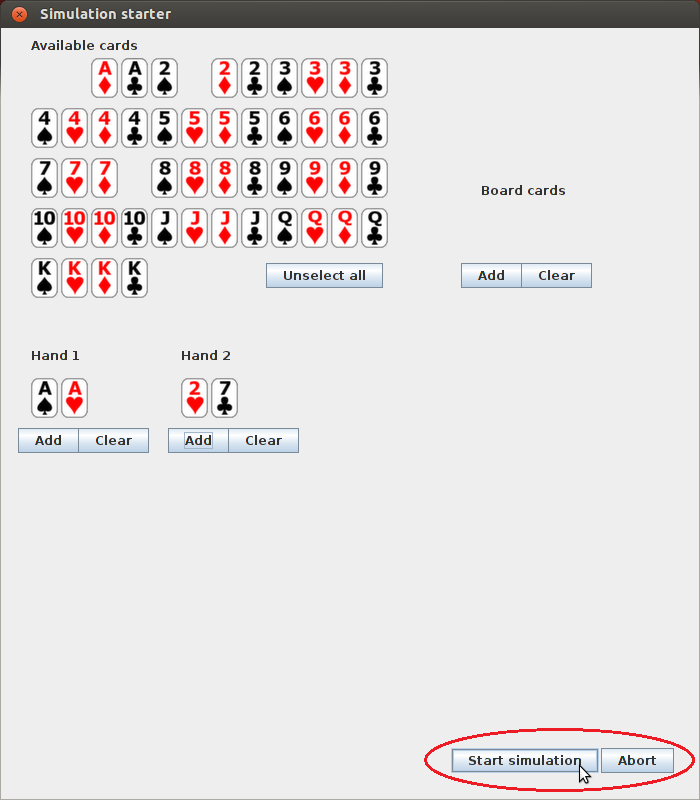 Simulation starter
Available cards
A A 2 2 2 3 3 3 3
4 4 4 4 5 5 5 5 6 6 6 6
7 7 7 8 8 8 8 9 9 9 9
Board cards
10 10 10 10 J J J J Q Q Q Q
K K K K
Unselect all
Add Clear
Hand 1 Hand 2
A A 2 7
Add Clear Add Clear
Start simulation Abort